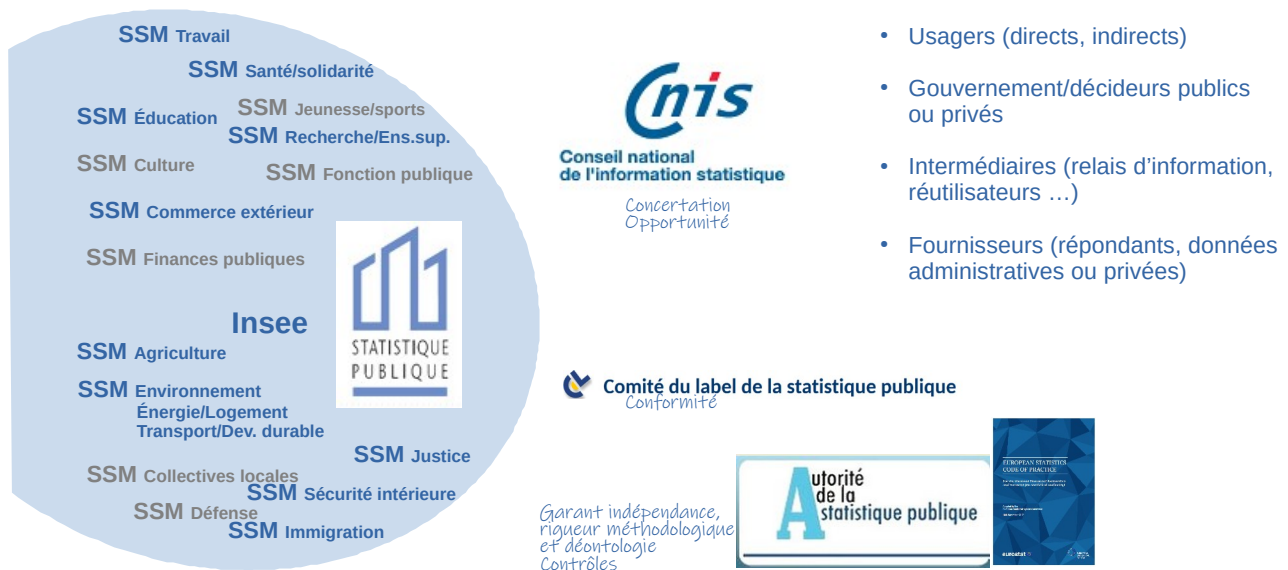 SSM Travail
SSM Santé/solidarité
SSM Jeunesse/sports
SSM Éducation
SSM Recherche/Ens.sup.
SSM Culture
SSM Fonction publique
SSM Commerce extérieur
SSM Finances publiques
Insee
STATISTIQUE
PUBLIQUE
SSM Agriculture
SSM Environnement
Énergie/Logement
Transport/Dev. durable
SSM Justice
SSM Collectives locales
SSM Sécurité intérieure
SSM Défense
SSM Immigration
Cnis
Conseil national
de l'information statistique
Concertation
Opportunité
• Usagers (directs, indirects)
• Gouvernement/décideurs publics
ou privés
• Intermédiaires (relais d'information,
réutilisateurs …)
• Fournisseurs (répondants, données
administratives ou privées)
Comité du label de la statistique publique
Conformité
Garant indépendance,
rigueur méthodologique
et déontologie
Contrôles
Autorité
de la
statistique publique
EUROPEAN STATISTICS
CODE OF PRACTICE
eurostat